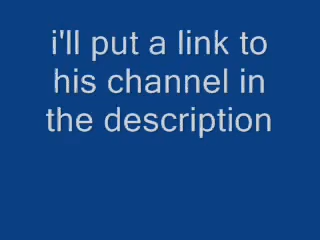 i'll put a link to
his channel in
the description